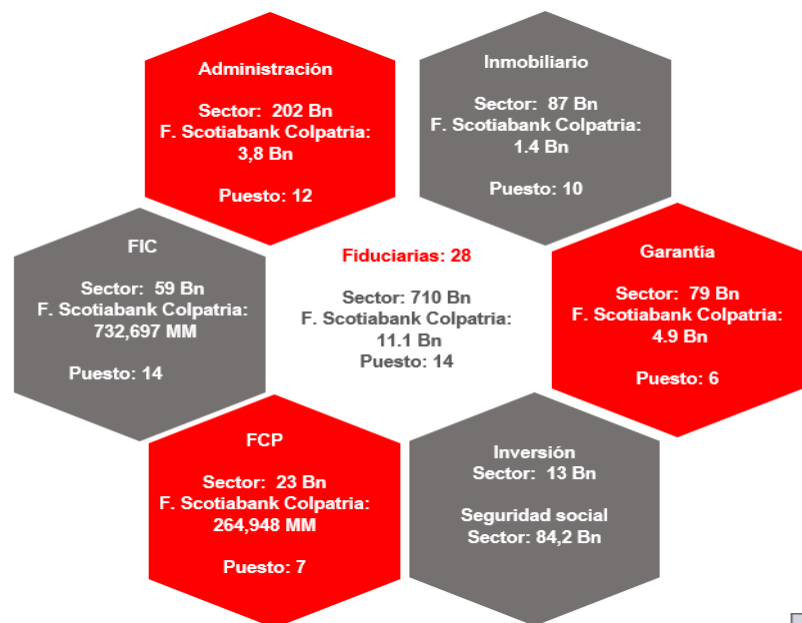 Administración
Sector:  202 Bn
F. Scotiabank Colpatria:
3,8 Bn
Puesto: 12
Inmobiliario
Sector:  87 Bn
F. Scotiabank Colpatria:
1.4 Bn
Puesto: 10
FIC
Sector:  59 Bn
F. Scotiabank Colpatria:
732,697 MM
Puesto: 14
Fiduciarias: 28
Sector: 710 Bn
F. Scotiabank Colpatria:
11.1 Bn
Puesto: 14
Garantía
Sector:  79 Bn
F. Scotiabank Colpatria:
4.9 Bn
Puesto: 6
FCP
Sector:  23 Bn
F. Scotiabank Colpatria:
264,948 MM
Puesto: 7
Inversión
Sector:  13 Bn
Seguridad social
Sector: 84,2 Bn